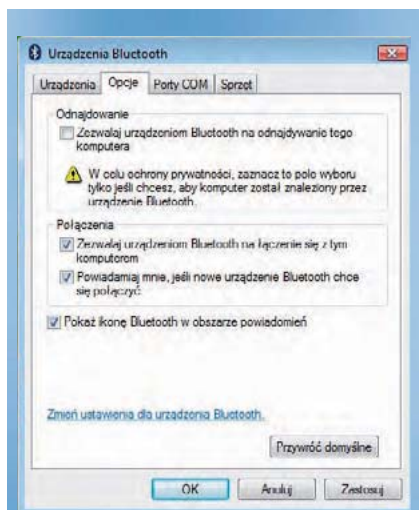 Urządzenia Bluetooth
Urządzenia Opcje Porty COM Sprzęt
Odnajdowanie
Zezwalaj urządzeniom Bluetooth na odnajdywanie tego
komputera
W celu ochrony prywatności, zaznacz to pole wyboru
tylko jeśli chcesz, aby komputer został znaleziony przez
urządzenie Bluetooth.
Połączenia
Zezwalaj urządzeniom Bluetooth na łączenie się z tym
komputerem
Powiadamiaj mnie, jeśli nowe urządzenie Bluetooth chce
się połączyć
Pokaż ikonę Bluetooth w obszarze powiadomień
Zmień ustawienia dla urządzenia Bluetooth.
Przywróć domyślne
OK Anuluj Zastosuj